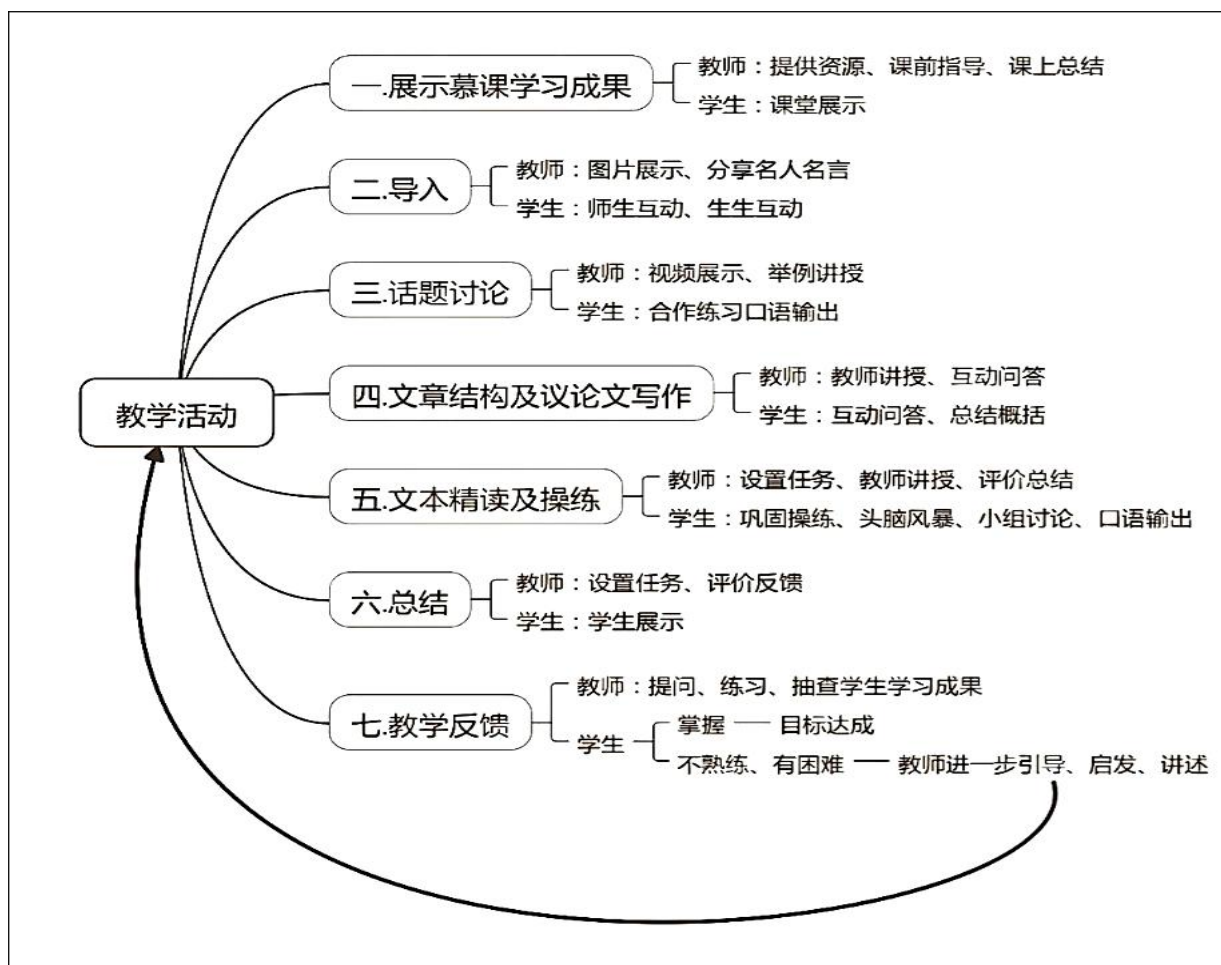 教学活动
一.展示慕课学习成果
教师：提供资源、课前指导、课上总结
学生：课堂展示
二.导入
教师：图片展示、分享名人名言
学生：师生互动、生生互动
三.话题讨论
教师：视频展示、举例讲授
学生：合作练习口语输出
四.文章结构及议论文写作
教师：教师讲授、互动问答
学生：互动问答、总结概括
五.文本精读及操练
教师：设置任务、教师讲授、评价总结
学生：巩固操练、头脑风暴、小组讨论、口语输出
六.总结
教师：设置任务、评价反馈
学生：学生展示
七.教学反馈
教师：提问、练习、抽查学生学习成果
学生
掌握
目标达成
不熟练、有困难
教师进一步引导、启发、讲述